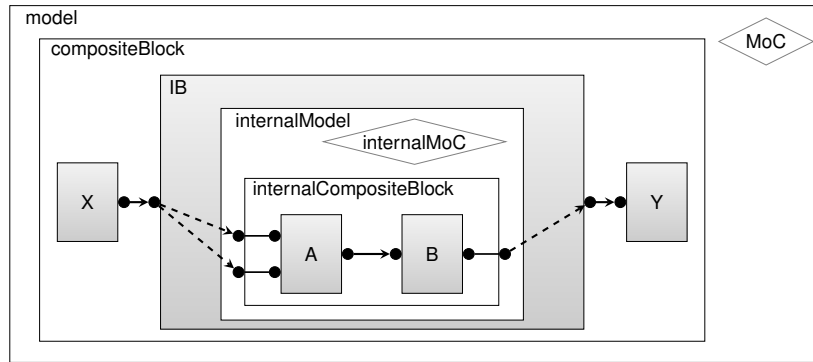 model
MoC
compositeBlock
IB
internalModel
internalMoC
internalCompositeBlock
X
A
B
Y